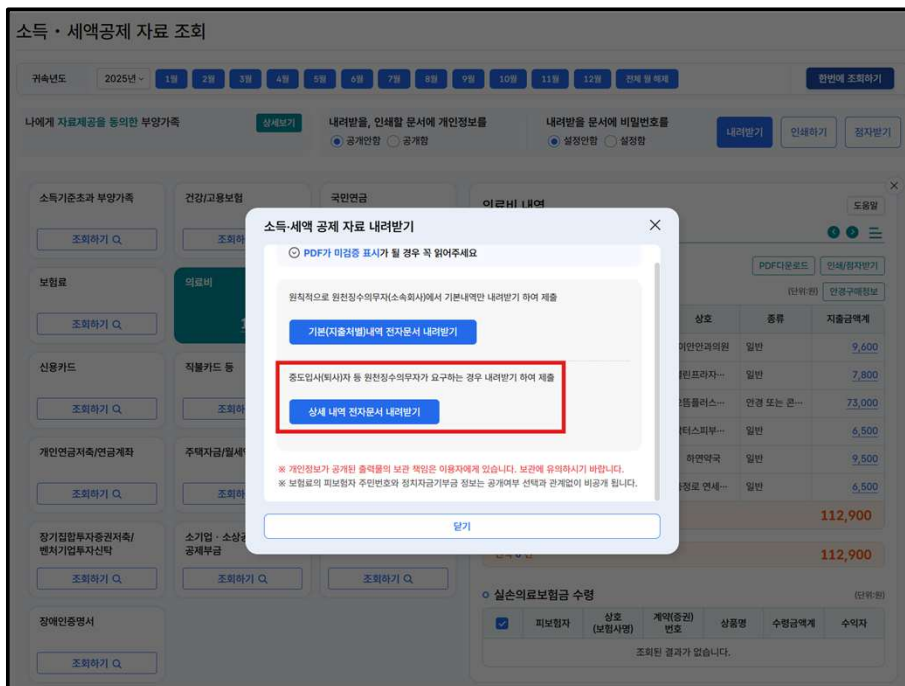 소득・세액공제 자료 조회
귀속년도 2025년 1월 2월 3월 4월 5월 6월 7월 8월 9월 10월 11월 12월 전체 월 해제 한번에 조회하기
나에게 자료제공을 동의한 부양가족 상세보기
내려받을, 인쇄할 문서에 개인정보를
공개안함 공개함
내려받을 문서에 비밀번호를
설정안함 설정함
내려받기 인쇄하기 점자받기
소득기준초과 부양가족 건강/고용보험 국민연금
조회하기
보험료 의료비
조회하기
신용카드 직불카드 등
조회하기
개인연금저축/연금계좌 주택자금/월세
조회하기
장기집합투자증권저축/
벤처기업투자신탁
소기업・소상
공제부금
조회하기 조회하기 조회하기
장애인증명서
조회하기
소득·세액 공제 자료 내려받기
PDF가 미검증 표시가 될 경우 꼭 읽어주세요
원칙적으로 원천징수의무자(소속회사)에서 기본내역만 내려받기 하여 제출
기본(지출처별)내역 전자문서 내려받기
중도입사(퇴사)자 등 원천징수의무자가 요구하는 경우 내려받기 하여 제출
상세 내역 전자문서 내려받기
※ 개인정보가 공개된 출력물의 보관 책임은 이용자에게 있습니다. 보관에 유의하시기 바랍니다.
※ 보험료의 피보험자 주민번호와 정치자금기부금 정보는 공개여부 선택과 관계없이 비공개 됩니다.
닫기
의료비 내역
도움말
PDF다운로드 인쇄/점자받기
(단위:원) 안경구매정보
상호 종류 지출금액계
일반 9,600
일반 7,800
안경 또는 콘… 73,000
일반 6,500
하연약국 일반 9,500
일반 6,500
112,900
112,900
실손의료보험금 수령 (단위:원)
피보험자 상호(보험사명) 계약(증권)번호 상품명 수령금액계 수익자
조회된 결과가 없습니다.